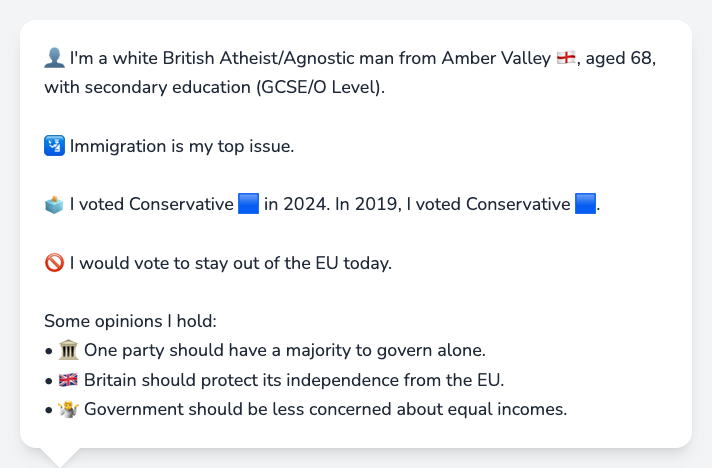 👤 I'm a white British Atheist/Agnostic man from Amber Valley 🏴󠁧󠁢󠁥󠁮󠁧󠁿, aged 68,
with secondary education (GCSE/O Level).
🛂 Immigration is my top issue.
🗳️ I voted Conservative 🟦 in 2024. In 2019, I voted Conservative 🟦.
🚫 I would vote to stay out of the EU today.
Some opinions I hold:
• 🏛️ One party should have a majority to govern alone.
• 🇬🇧 Britain should protect its independence from the EU.
• 🤷 Government should be less concerned about equal incomes.